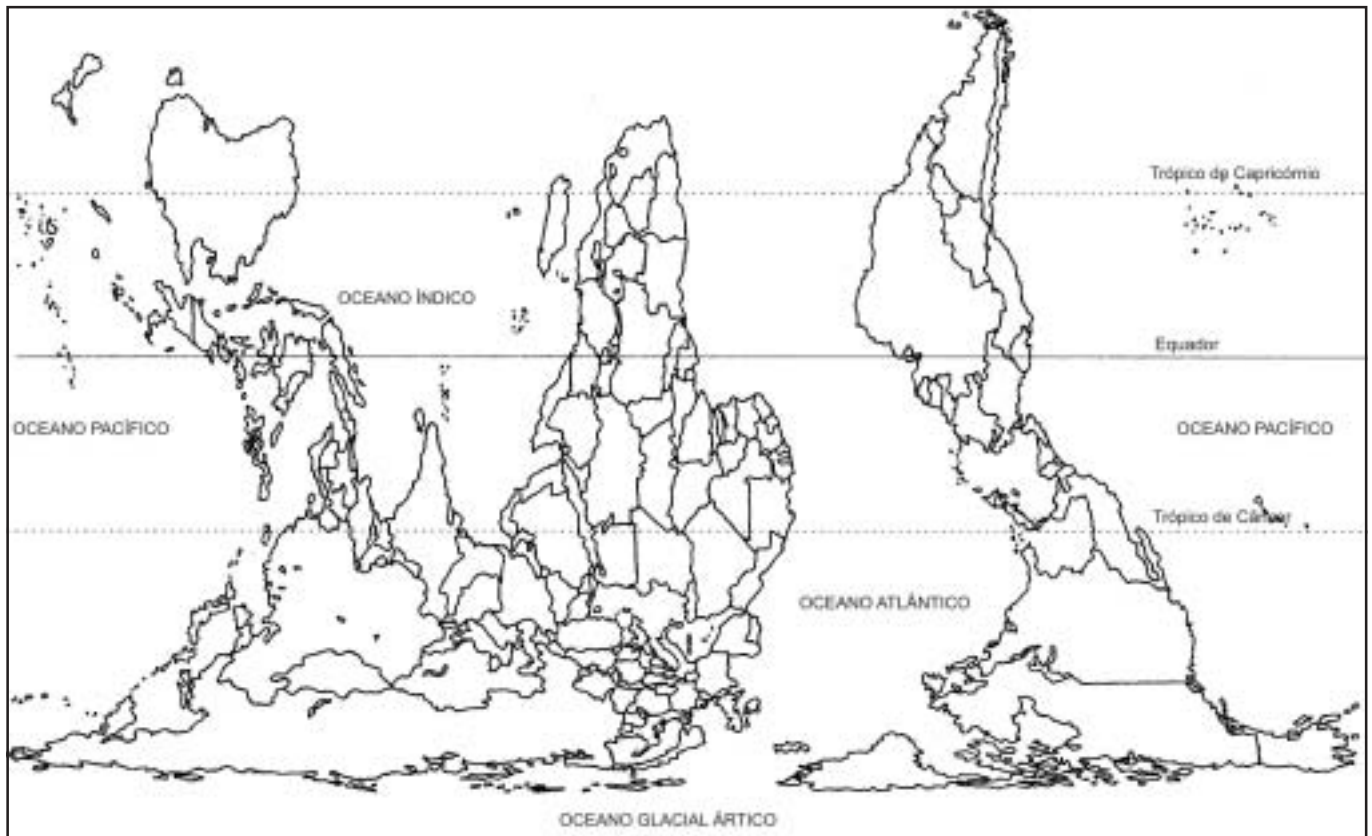 Trópico de Capricórnio
OCEANO ÍNDICO
Equador
OCEANO PACÍFICO
OCEANO PACÍFICO
Trópico de Câncer
OCEANO ATLÂNTICO
OCEANO GLACIAL ÁRTICO